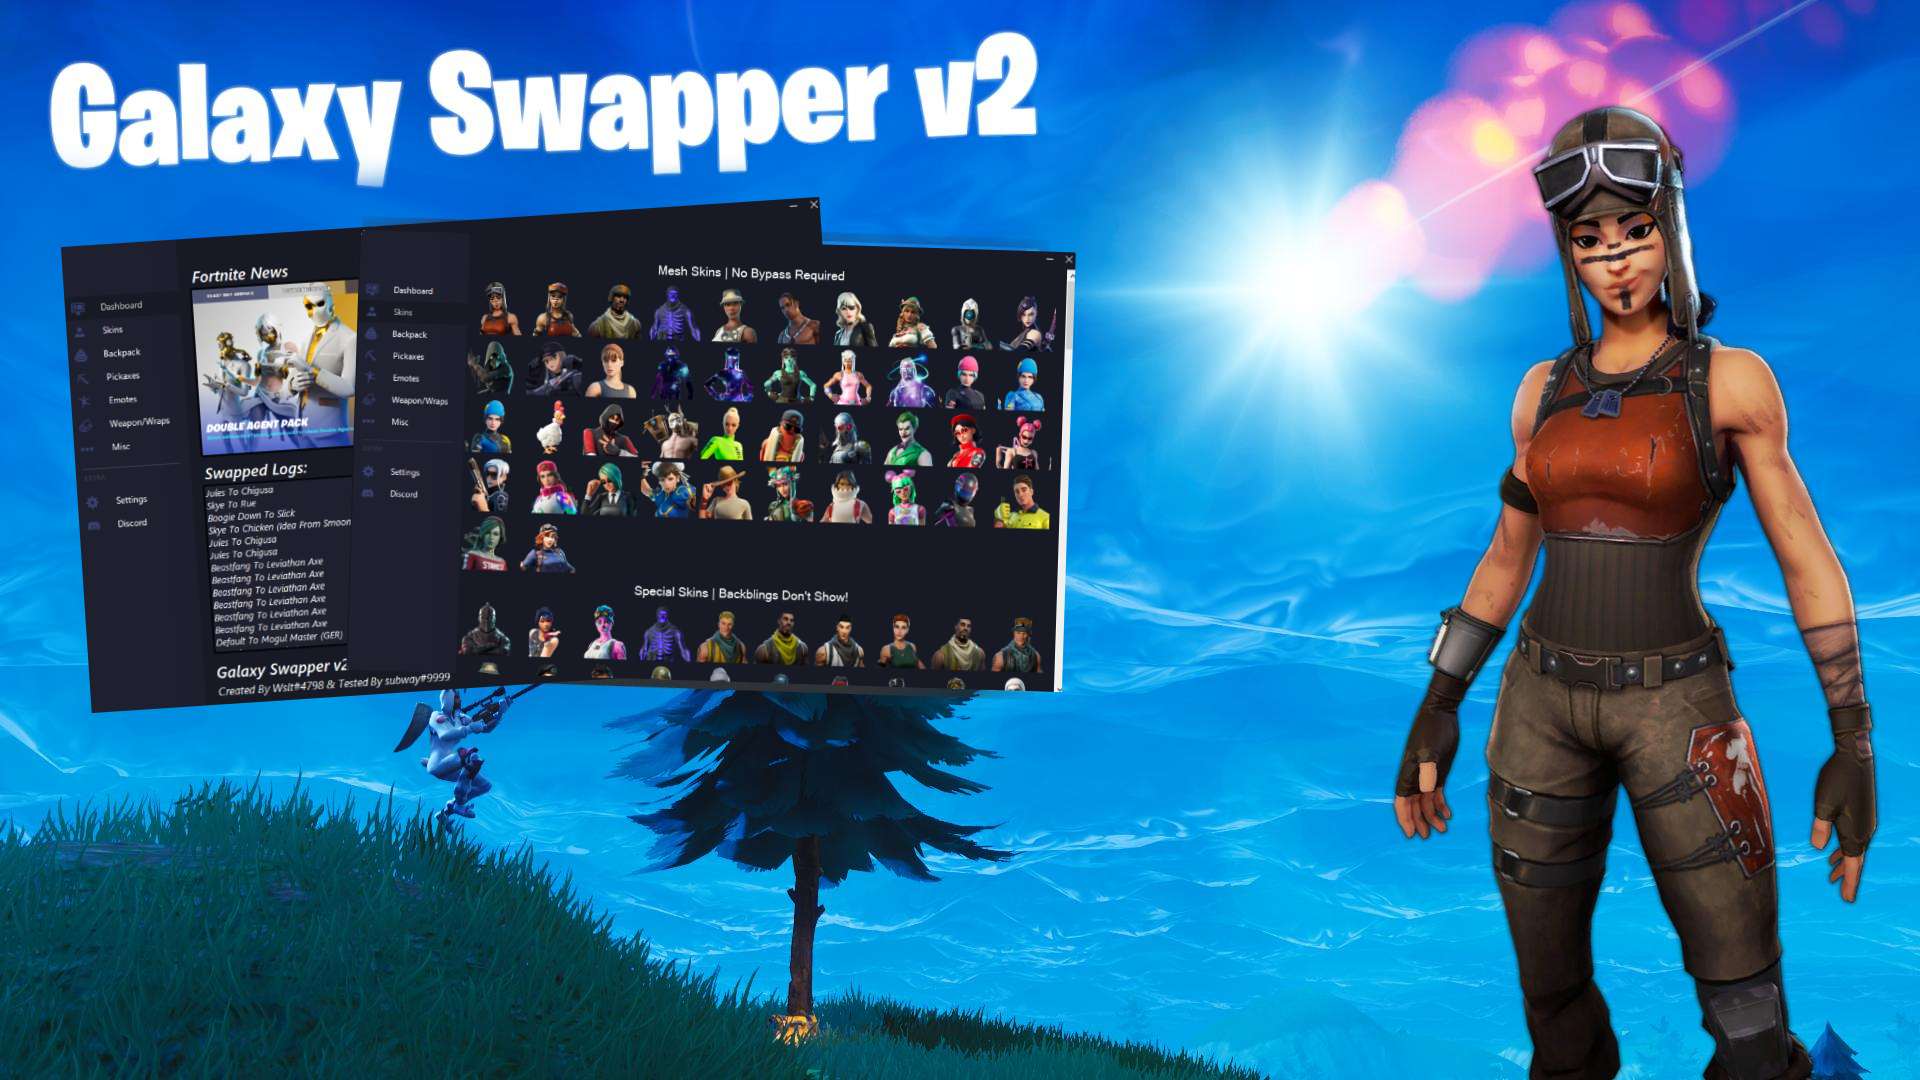 Galaxy Swapper v2
Fortnite News
Dashboard
Skins
Backpack
Pickaxes
Emotes
Weapon/Wraps
Misc
EXTRA
Settings
Discord
DOUBLE AGENT PACK
Swapped Logs:
Jules To Chigusa
Skye To Rue
Boogie Down To Slick
Skye To Chicken (Idea From Smoon
Jules To Chigusa
Jules To Chigusa
Beastfang To Leviathan Axe
Beastfang To Leviathan Axe
Beastfang To Leviathan Axe
Beastfang To Leviathan Axe
Beastfang To Leviathan Axe
Beastfang To Leviathan Axe
Default To Mogul Master (GER)
Galaxy Swapper v2
Created By Wslt#4798 & Tested By subway#9999
Dashboard
Skins
Backpack
Pickaxes
Emotes
Weapon/Wraps
Misc
EXTRA
Settings
Discord
Mesh Skins | No Bypass Required
Special Skins | Backblings Don't Show!